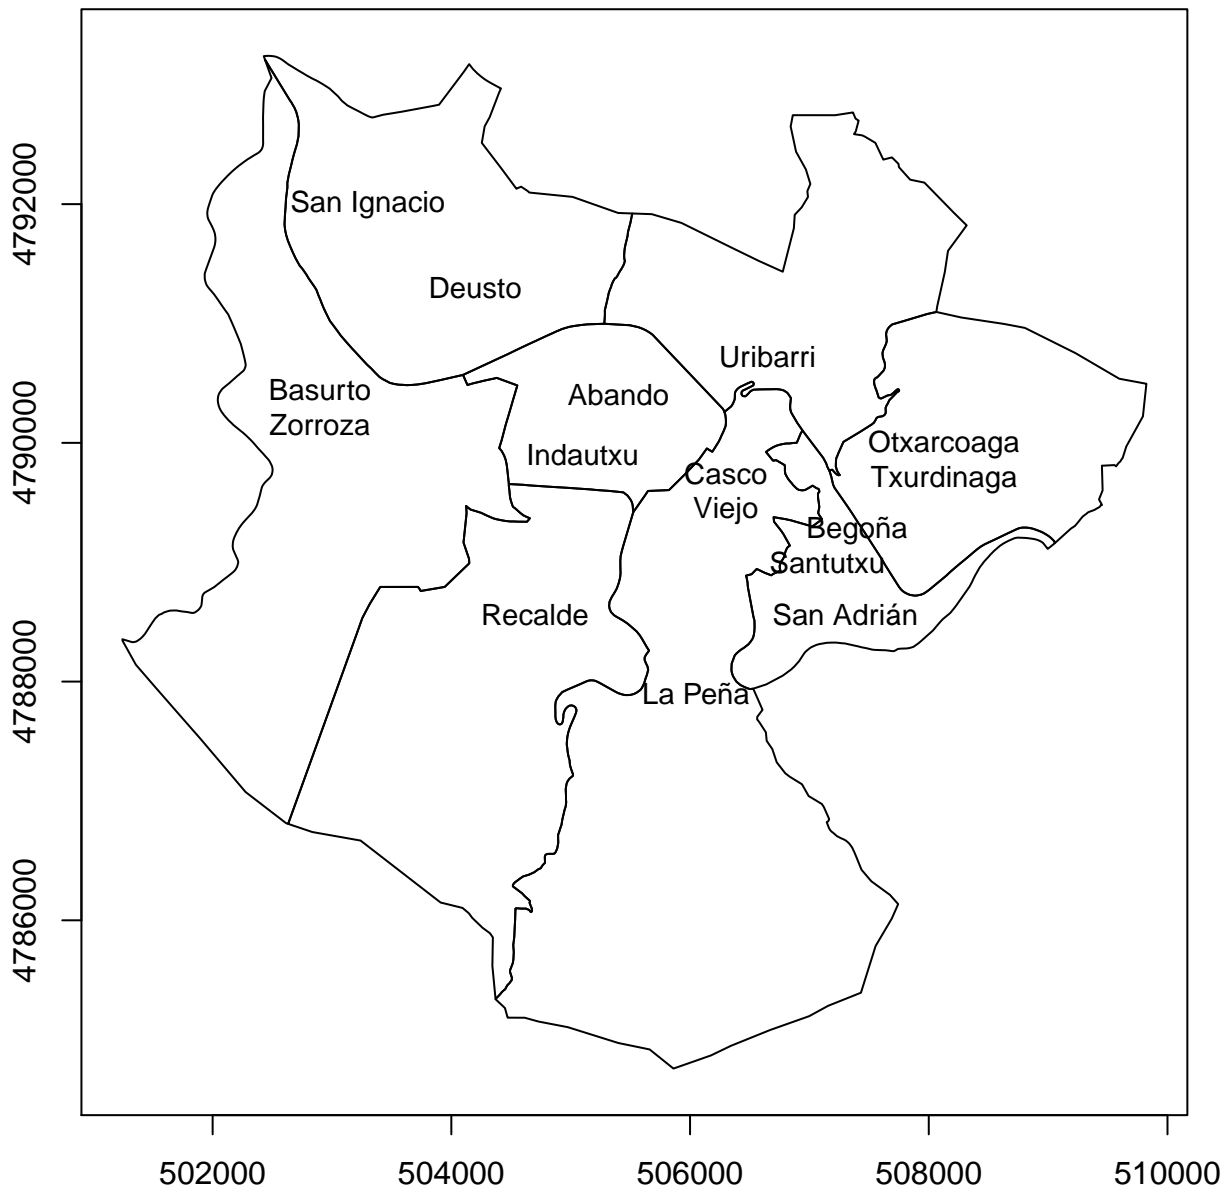 4792000
4790000
4788000
4786000
San Ignacio
Deusto
Uribarri
Basurto
Zorroza
Abando
Indautxu
Otxarcoaga
Txurdinaga
Casco
Viejo
Begoña
Santutxu
Recalde
San Adrián
La Peña
502000 504000 506000 508000 510000